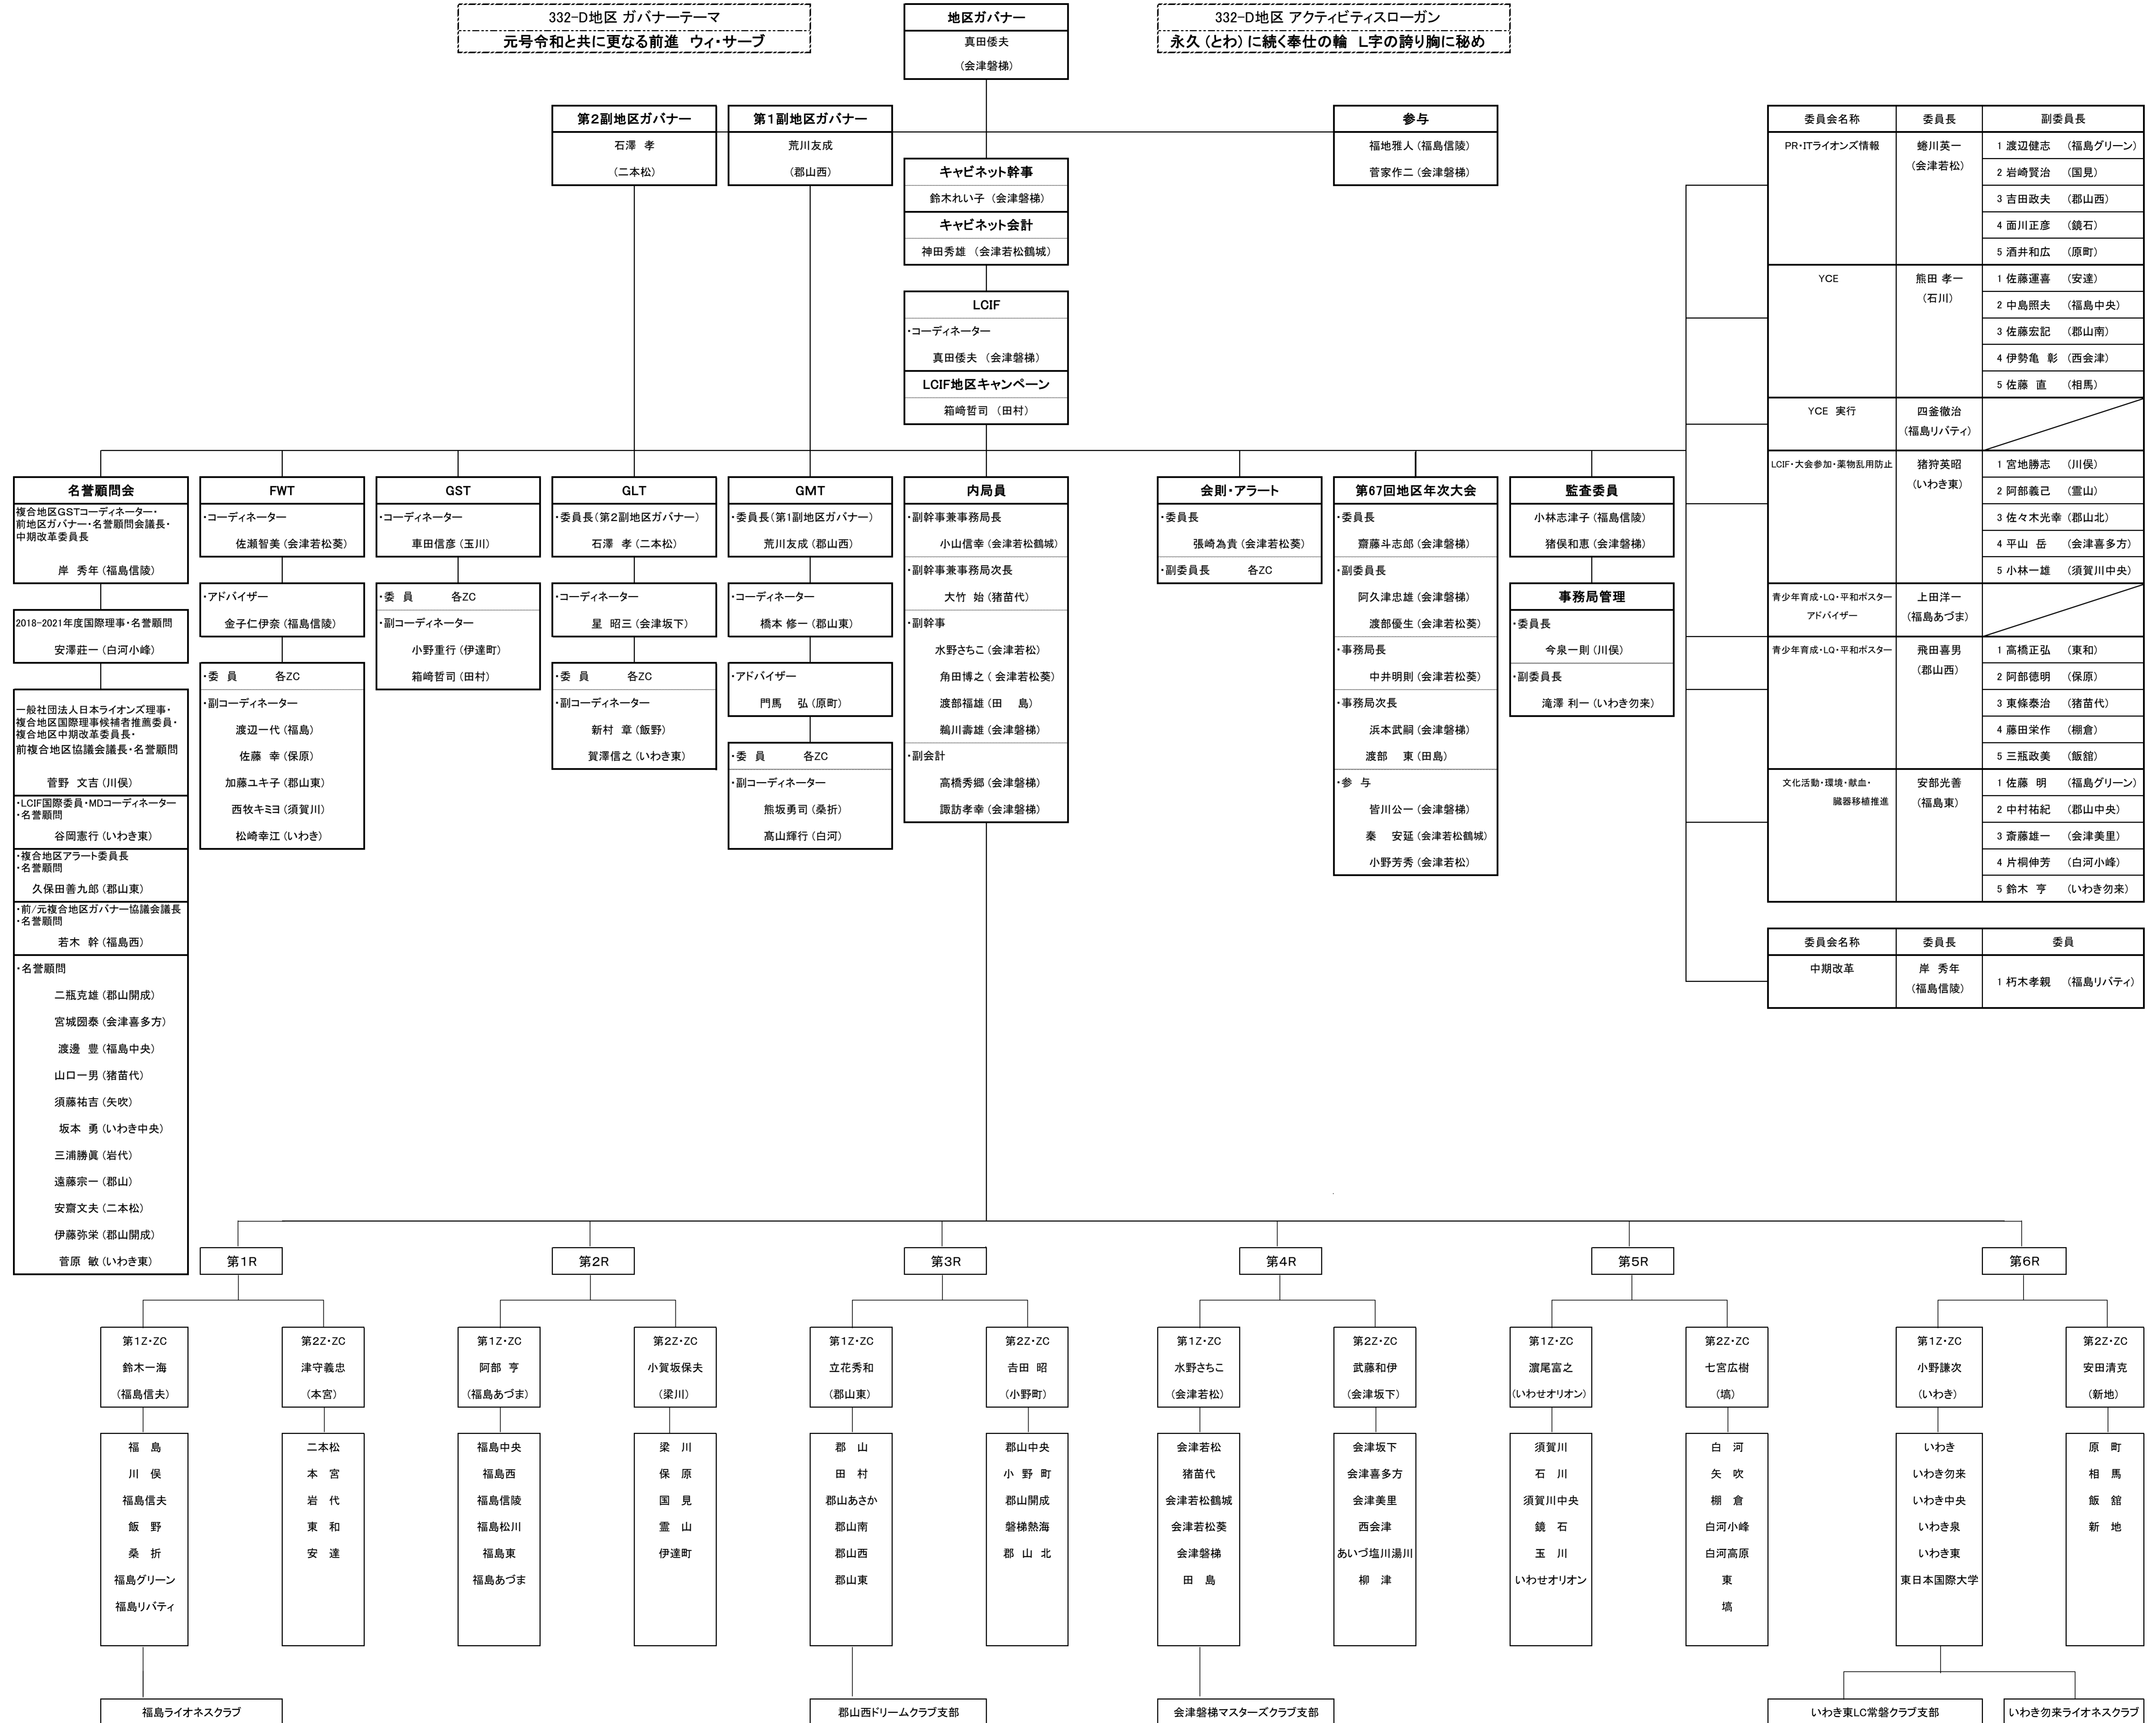 332-D地区 ガバナーテーマ
元号令和と共に更なる前進　ウィ・サーブ
地区ガバナー
真田倭夫
(会津磐梯)
332-D地区 アクティビティスローガン
永久（とわ）に続く奉仕の輪　L字の誇り胸に秘め
第2副地区ガバナー
石澤　孝
(二本松)
第1副地区ガバナー
荒川友成
(郡山西)
参与
福地雅人（福島信陵）
菅家作二（会津磐梯）
キャビネット幹事
鈴木れい子（会津磐梯）
キャビネット会計
神田秀雄（会津若松鶴城）
LCIF
・コーディネーター
真田倭夫（会津磐梯）
LCIF地区キャンペーン
箱﨑哲司（田村）
委員会名称　委員長　副委員長
PR・ITライオンズ情報
蜷川英一
(会津若松)
1 渡辺健志　（福島グリーン）
2 岩崎賢治　（国見）
3 吉田政夫　（郡山西）
4 面川正彦　（鏡石）
5 酒井和広　（原町）
YCE
熊田 孝一
(石川)
1 佐藤運喜　（安達）
2 中島照夫　（福島中央）
3 佐藤宏記　（郡山南）
4 伊勢亀　彰　（西会津）
5 佐藤　直　（相馬）
YCE　実行
四釜徹治
(福島リバティ)
LCIF・大会参加・薬物乱用防止
猪狩英昭
(いわき東)
1 宮地勝志　（川俣）
2 阿部義己　（霊山）
3 佐々木光幸（郡山北）
4 平山　岳　（会津喜多方）
5 小林一雄　（須賀川中央）
青少年育成・LQ・平和ポスター
アドバイザー
上田洋一
(福島あづま)
青少年育成・LQ・平和ポスター
飛田喜男
(郡山西)
1 高橋正弘　（東和）
2 阿部徳明　（保原）
3 東條泰治　（猪苗代）
4 藤田栄作　（棚倉）
5 三瓶政美　（飯舘）
文化活動・環境・献血・
臓器移植推進
安部光善
(福島東)
1 佐藤　明　（福島グリーン）
2 中村祐紀　（郡山中央）
3 斎藤雄一　（会津美里）
4 片桐伸芳　（白河小峰）
5 鈴木　亨　（いわき勿来）
委員会名称　委員長　委員
中期改革
岸　秀年
(福島信陵)
1 朽木孝親　（福島リバティ）
名誉顧問会
複合地区GSTコーディネーター・
前地区ガバナー・名誉顧問会議長・
中期改革委員長
岸　秀年（福島信陵）
2018-2021年度国際理事・名誉顧問
安澤莊一（白河小峰）
一般社団法人日本ライオンズ理事・
複合地区国際理事候補者推薦委員・
複合地区中期改革委員長・
前複合地区協議会議長・名誉顧問
菅野　文吉（川俣）
・LCIF国際委員・MDコーディネーター
・名誉顧問
谷岡憲行（いわき東）
・複合地区アラート委員長
・名誉顧問
久保田善九郎（郡山東）
・前/元複合地区ガバナー協議会議長
・名誉顧問
若木　幹（福島西）
・名誉顧問
二瓶克雄（郡山開成）
宮城圀泰（会津喜多方）
渡邊　豊（福島中央）
山口一男（猪苗代）
須藤祐吉（矢吹）
坂本　勇（いわき中央）
三浦勝眞（岩代）
遠藤宗一（郡山）
安齋文夫（二本松）
伊藤弥栄（郡山開成）
菅原　敏（いわき東）
FWT
・コーディネーター
佐瀬智美（会津若松葵）
・アドバイザー
金子仁伊奈（福島信陵）
・委　員　　各ZC
・副コーディネーター
渡辺一代（福島）
佐藤　幸（保原）
加藤ユキ子（郡山東）
西牧キミヨ（須賀川）
松崎幸江（いわき）
GST
・コーディネーター
車田信彦（玉川）
・委　員　　各ZC
・副コーディネーター
小野重行（伊達町）
箱﨑哲司（田村）
GLT
・委員長（第2副地区ガバナー）
石澤　孝（二本松）
・コーディネーター
星　昭三（会津坂下）
・委　員　　各ZC
・副コーディネーター
新村　章（飯野）
賀澤信之（いわき東）
GMT
・委員長（第1副地区ガバナー）
荒川友成（郡山西）
・コーディネーター
橋本 修一（郡山東）
・アドバイザー
門馬　弘（原町）
・委　員　　各ZC
・副コーディネーター
熊坂勇司（桑折）
髙山輝行（白河）
内局員
・副幹事兼事務局長
小山信幸（会津若松鶴城）
・副幹事兼事務局次長
大竹　始（猪苗代）
・副幹事
水野さちこ（会津若松）
角田博之（ 会津若松葵）
渡部福雄（田　島）
鵜川壽雄（会津磐梯）
・副会計
高橋秀郷（会津磐梯）
諏訪孝幸（会津磐梯）
会則・アラート
・委員長
張﨑為貴（会津若松葵）
・副委員長　　各ZC
第67回地区年次大会
・委員長
齋藤斗志郎（会津磐梯）
・副委員長
阿久津忠雄（会津磐梯）
渡部優生（会津若松葵）
・事務局長
中井明則（会津若松葵）
・事務局次長
浜本武嗣（会津磐梯）
渡部　東（田島）
・参　与
皆川公一（会津磐梯）
秦　安延（会津若松鶴城）
小野芳秀（会津若松）
監査委員
小林志津子（福島信陵）
猪俣和恵（会津磐梯）
事務局管理
・委員長
今泉一則（川俣）
・副委員長
滝澤 利一（いわき勿来）
第1R
第2R
第3R
第4R
第5R
第6R
第1Z・ZC
鈴木一海
(福島信夫)
福　島
川　俣
福島信夫
飯　野
桑　折
福島グリーン
福島リバティ
福島ライオネスクラブ
第2Z・ZC
津守義忠
(本宮)
二本松
本　宮
岩　代
東　和
安　達
第1Z・ZC
阿部　亨
(福島あづま)
福島中央
福島西
福島信陵
福島松川
福島東
福島あづま
第2Z・ZC
小賀坂保夫
(梁川)
梁　川
保　原
国　見
霊　山
伊達町
第1Z・ZC
立花秀和
(郡山東)
郡　山
田　村
郡山あさか
郡山南
郡山西
郡山東
郡山西ドリームクラブ支部
第2Z・ZC
吉田　昭
(小野町)
郡山中央
小　野　町
郡山開成
磐梯熱海
郡　山　北
第1Z・ZC
水野さちこ
(会津若松)
会津若松
猪苗代
会津若松鶴城
会津若松葵
会津磐梯
田　島
会津磐梯マスターズクラブ支部
第2Z・ZC
武藤和伊
(会津坂下)
会津坂下
会津喜多方
会津美里
西会津
あいづ塩川湯川
柳　津
第1Z・ZC
濵尾富之
(いわせオリオン)
須賀川
石　川
須賀川中央
鏡　石
玉　川
いわせオリオン
第2Z・ZC
七宮広樹
(塙)
白　河
矢　吹
棚　倉
白河小峰
白河高原
東
塙
第1Z・ZC
小野謙次
(いわき)
いわき
いわき勿来
いわき中央
いわき泉
いわき東
東日本国際大学
いわき東LC常磐クラブ支部
いわき勿来ライオネスクラブ
第2Z・ZC
安田清克
(新地)
原　町
相　馬
飯　舘
新　地